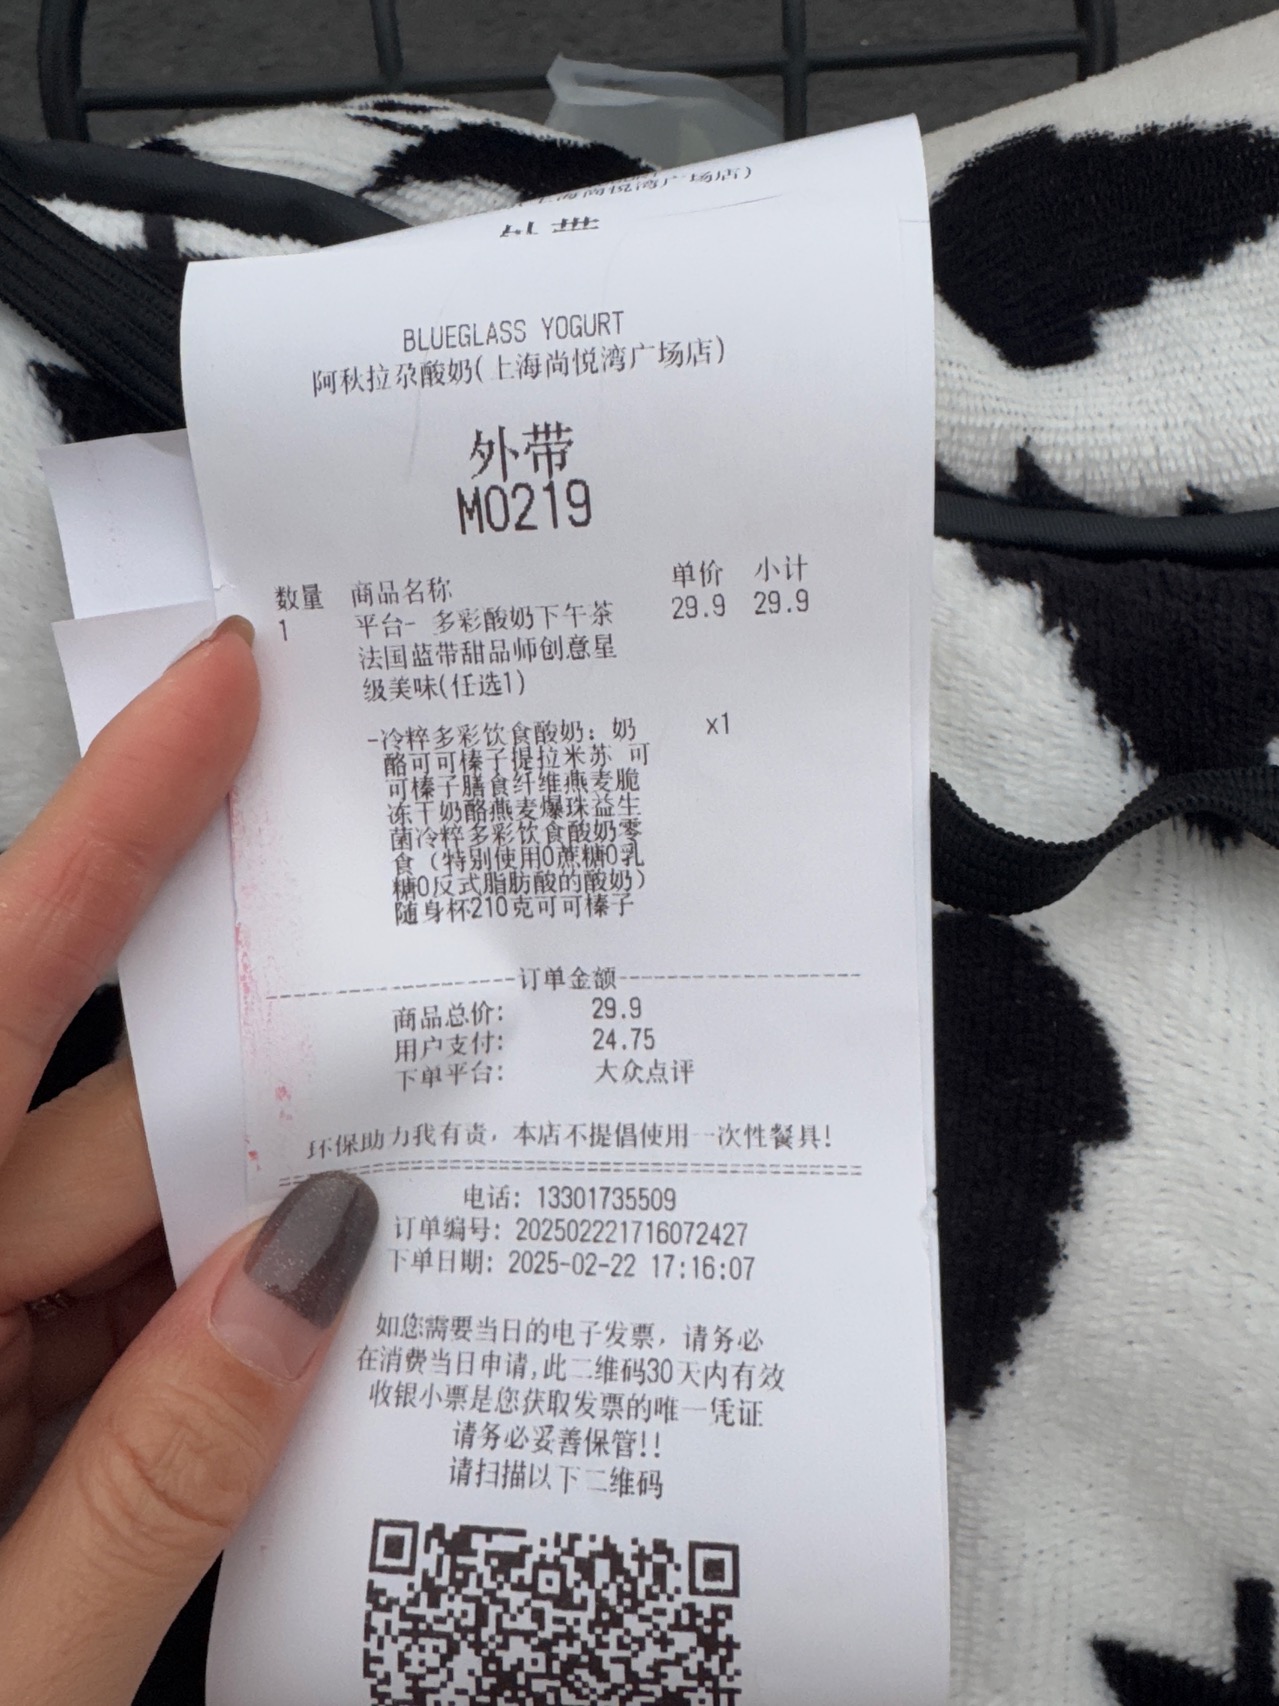 上海尚悦湾广场店)
外带
BLUEGLASS YOGURT
阿秋拉尕酸奶(上海尚悦湾广场店)
外带
M0219
数量 商品名称 单价 小计
1 平台- 多彩酸奶下午茶 29.9 29.9
法国蓝带甜品师创意星
级美味(任选1)
-冷粹多彩饮食酸奶: 奶 x1
酪可可榛子提拉米苏 可
可榛子膳食纤维燕麦脆
冻干奶酪燕麦爆珠益生
菌冷粹多彩饮食酸奶零
食（特别使用0蔗糖0乳
糖0反式脂肪酸的酸奶）
随身杯210克可可榛子
订单金额
商品总价: 29.9
用户支付: 24.75
下单平台: 大众点评
环保助力我有责，本店不提倡使用一次性餐具!
电话: 13301735509
订单编号: 202502221716072427
下单日期: 2025-02-22 17:16:07
如您需要当日的电子发票，请务必
在消费当日申请,此二维码30天内有效
收银小票是您获取发票的唯一凭证
请务必妥善保管!!
请扫描以下二维码